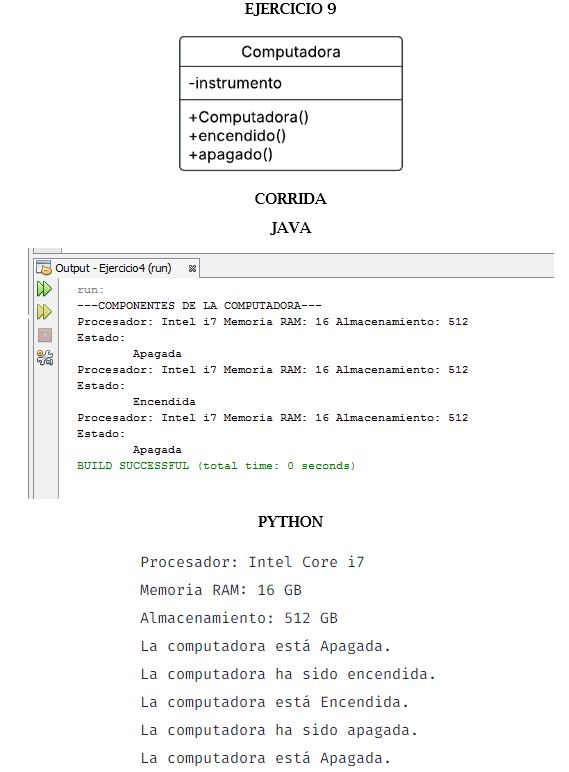 EJERCICIO 9
Computadora
-instrumento
+Computadora()
+encendido()
+apagado()
CORRIDA
JAVA
Output - Ejercicio4 (run)
run:
---COMPONENTES DE LA COMPUTADORA---
Procesador: Intel i7 Memoria RAM: 16 Almacenamiento: 512
Estado:
Apagada
Procesador: Intel i7 Memoria RAM: 16 Almacenamiento: 512
Estado:
Encendida
Procesador: Intel i7 Memoria RAM: 16 Almacenamiento: 512
Estado:
Apagada
BUILD SUCCESSFUL (total time: 0 seconds)
PYTHON
Procesador: Intel Core i7
Memoria RAM: 16 GB
Almacenamiento: 512 GB
La computadora está Apagada.
La computadora ha sido encendida.
La computadora está Encendida.
La computadora ha sido apagada.
La computadora está Apagada.